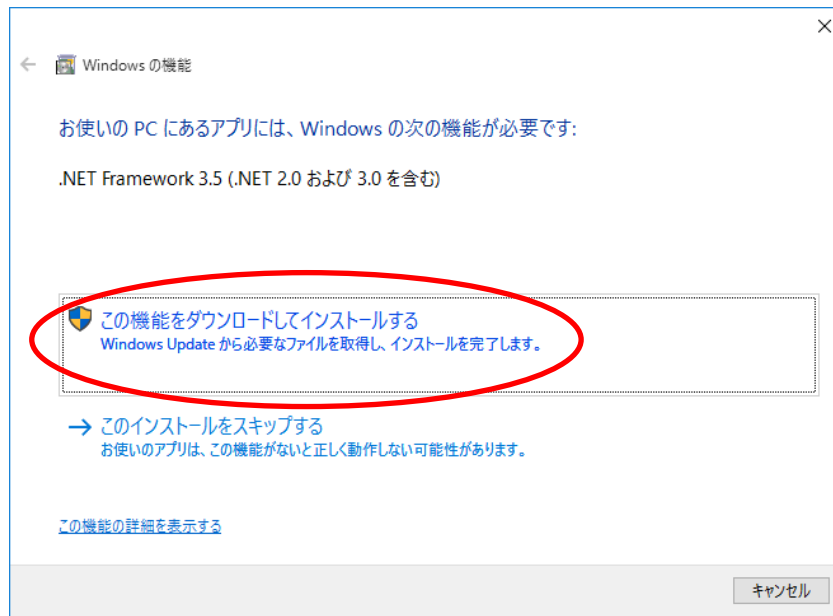 Windows の機能
お使いの PC にあるアプリには、Windows の次の機能が必要です:
.NET Framework 3.5 (.NET 2.0 および 3.0 を含む)
この機能をダウンロードしてインストールする
Windows Update から必要なファイルを取得し、インストールを完了します。
このインストールをスキップする
お使いのアプリは、この機能がないと正しく動作しない可能性があります。
この機能の詳細を表示する
キャンセル